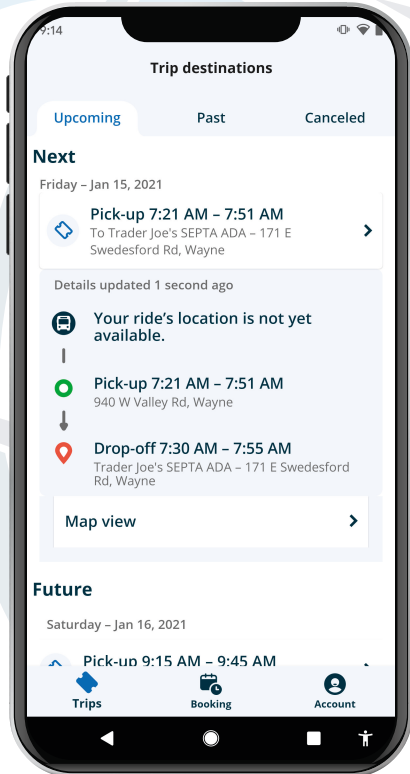 9:14
Trip destinations
Upcoming
Past
Canceled
Next
Friday – Jan 15, 2021
Pick-up 7:21 AM – 7:51 AM
To Trader Joe's SEPTA ADA – 171 E
Swedesford Rd, Wayne
Details updated 1 second ago
Your ride's location is not yet
available.
Pick-up 7:21 AM – 7:51 AM
940 W Valley Rd, Wayne
Drop-off 7:30 AM – 7:55 AM
Trader Joe's SEPTA ADA – 171 E Swedesford
Rd, Wayne
Map view
Future
Saturday – Jan 16, 2021
Pick-up 9:15 AM – 9:45 AM
Trips
Booking
Account